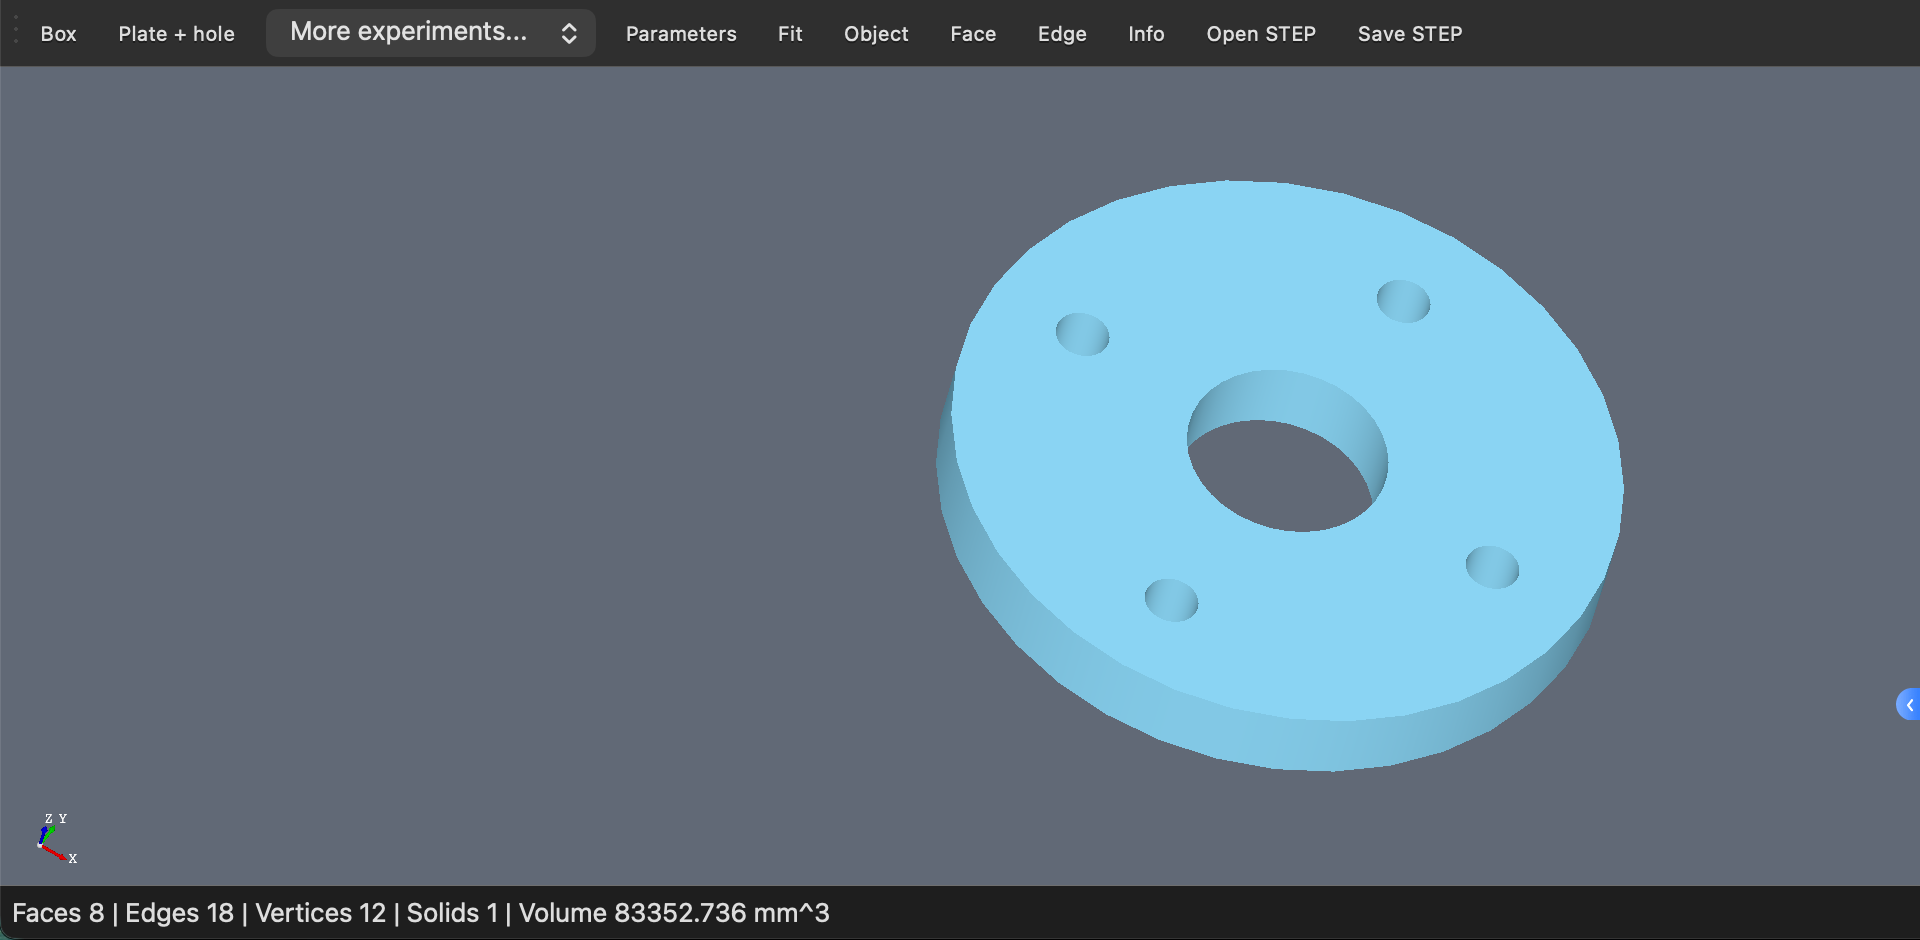 Box Plate + hole More experiments... Parameters Fit Object Face Edge Info Open STEP Save STEP
Z Y
X
Faces 8 | Edges 18 | Vertices 12 | Solids 1 | Volume 83352.736 mm^3